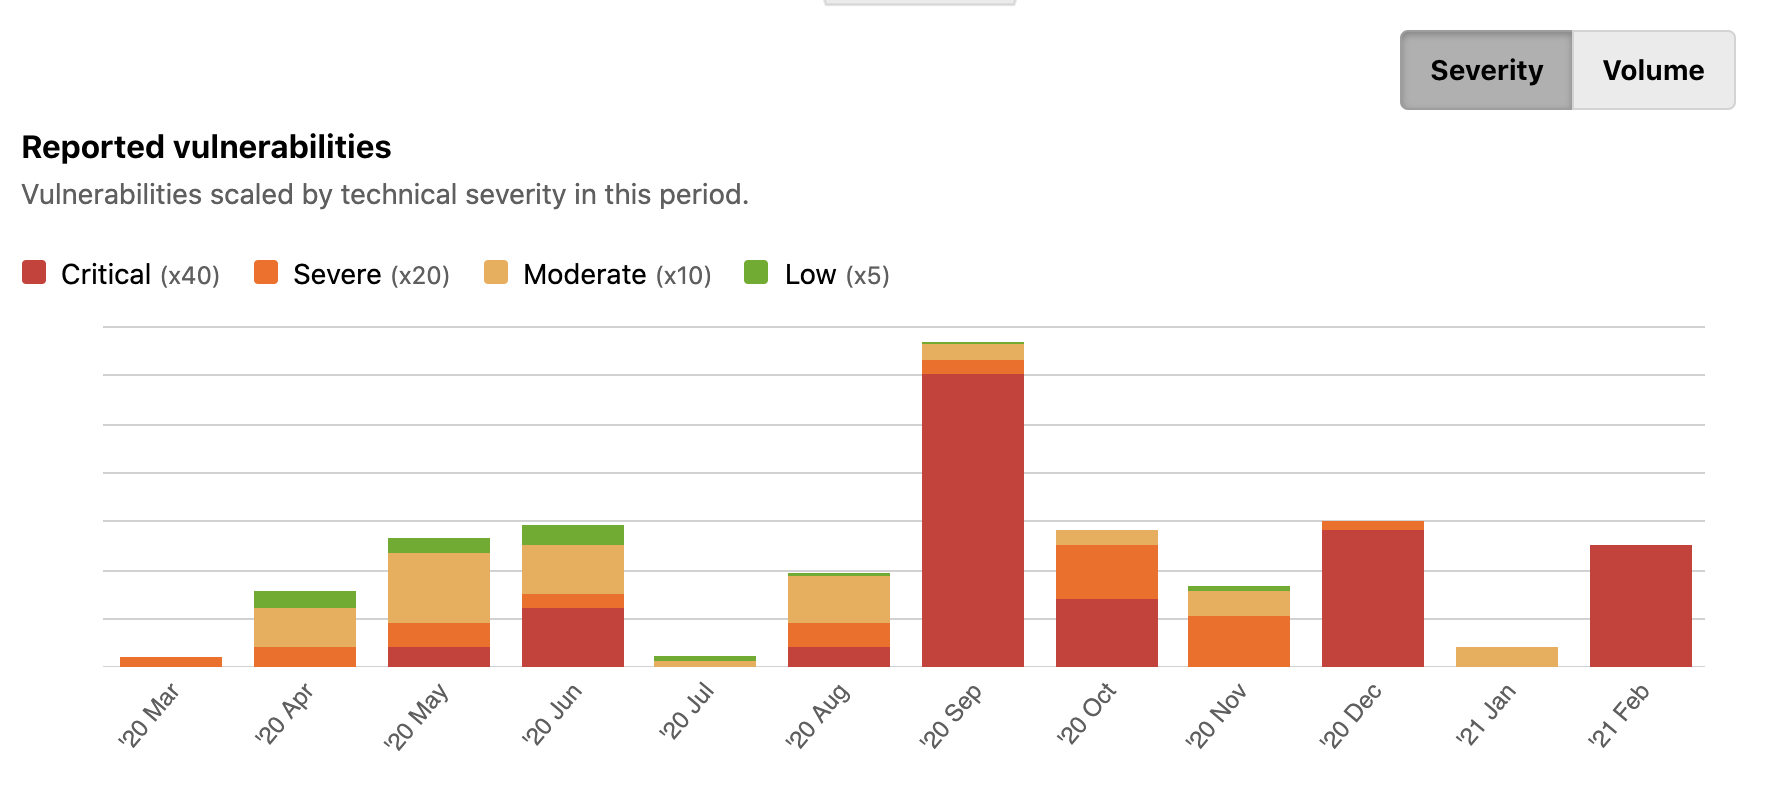 Severity Volume
Reported vulnerabilities
Vulnerabilities scaled by technical severity in this period.
Critical (x40) Severe (x20) Moderate (x10) Low (x5)
'20 Mar '20 Apr '20 May '20 Jun '20 Jul '20 Aug '20 Sep '20 Oct '20 Nov '20 Dec '21 Jan '21 Feb